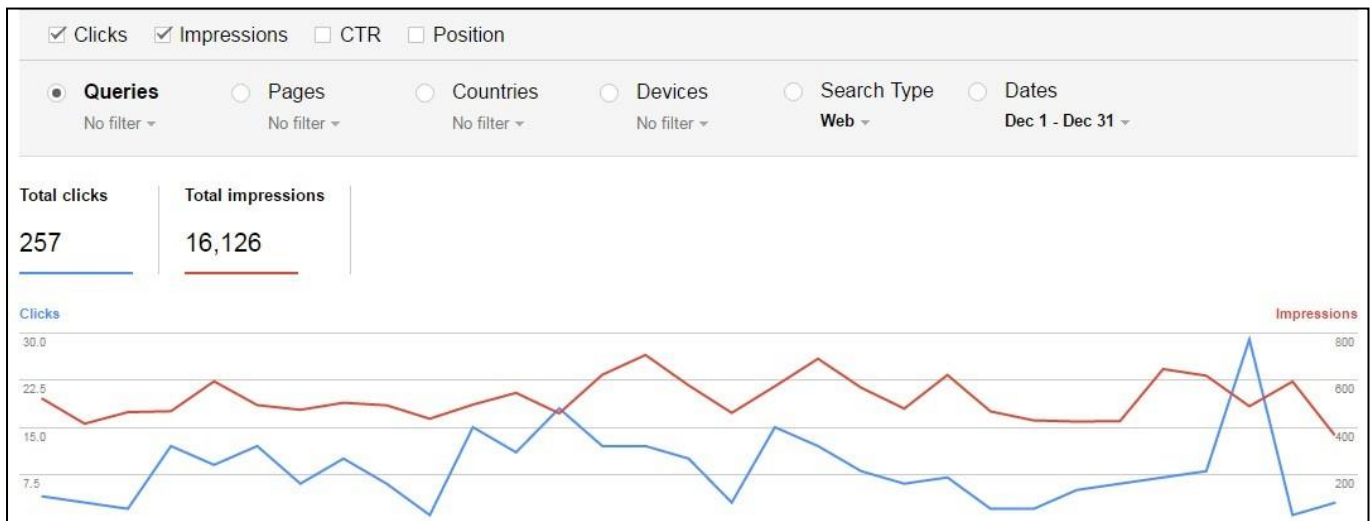 Clicks Impressions CTR Position
Queries Pages Countries Devices Search Type Dates
No filter No filter No filter No filter Web Dec 1 - Dec 31
Total clicks Total impressions
257 16,126
Clicks Impressions
30.0 800
22.5 600
15.0 400
7.5 200